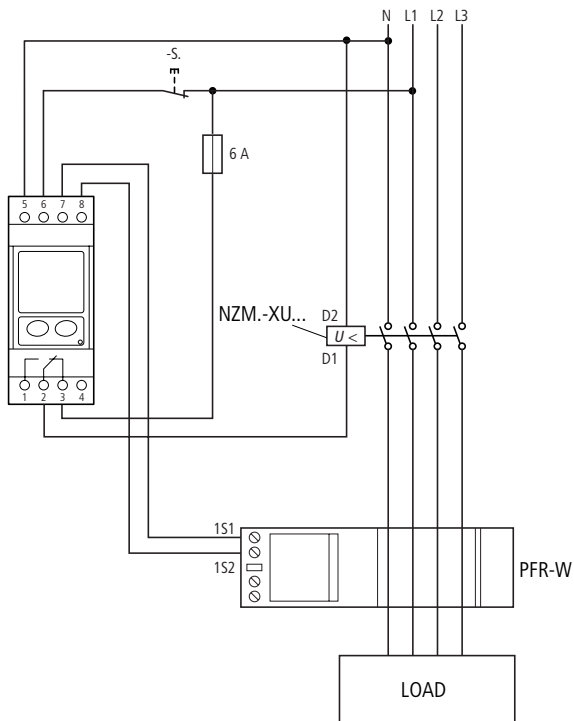 N L1 L2 L3
-S.
6 A
5 6 7 8
NZM.-XU...
D2
U <
D1
1 2 3 4
1S1
1S2
PFR-W
LOAD